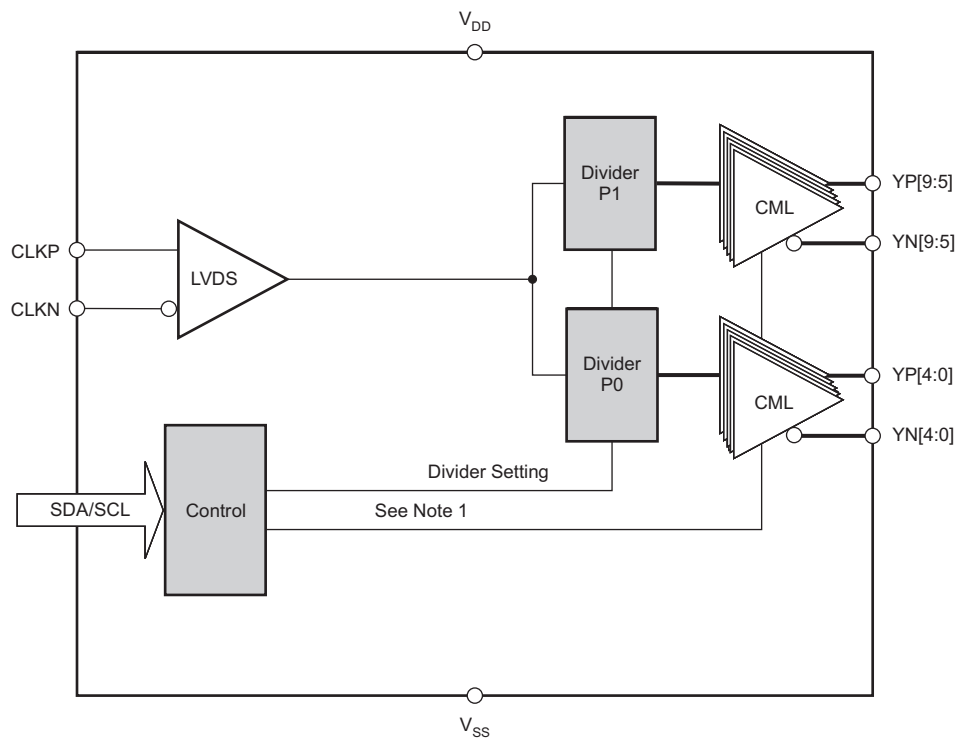 VDD
Divider
P1
CML
YP[9:5]
YN[9:5]
CLKP
LVDS
CLKN
Divider
P0
CML
YP[4:0]
YN[4:0]
Divider Setting
SDA/SCL
Control
See Note 1
VSS